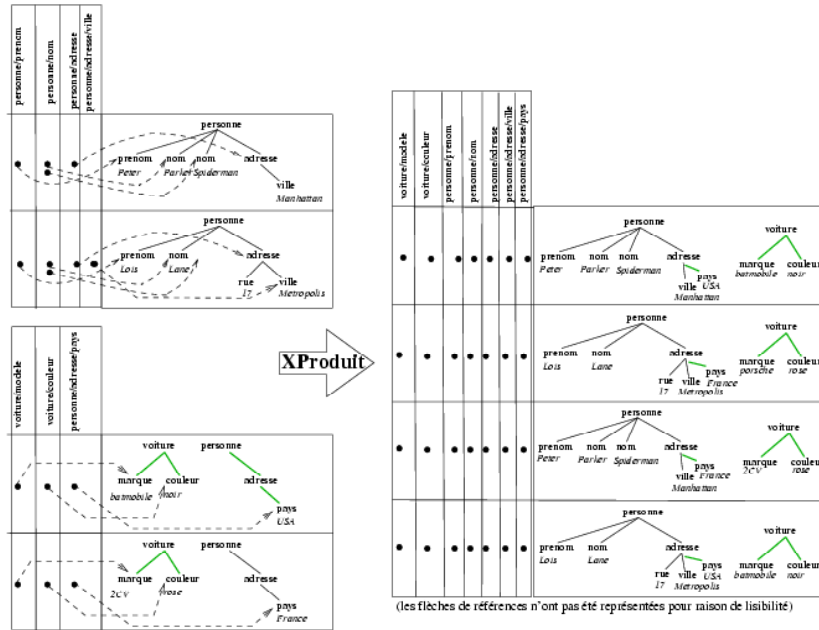 personne/prenom
personne/nom
personne/adresse
personne/adresse/ville
personne
prenom nom nom adresse
Peter Parker Spiderman
ville
Manhattan
personne
prenom nom adresse
Lois Lane
rue ville
17 Metropolis
voiture/modele
voiture/couleur
personne/adresse/pays
voiture personne
marque couleur adresse
batmobile noir
pays
USA
voiture personne
marque couleur adresse
2CV rose
pays
France
XProduit
voiture/modele
voiture/couleur
personne/prenom
personne/nom
personne/adresse
personne/adresse/ville
personne/adresse/pays
personne voiture
prenom nom nom adresse marque couleur
Peter Parker Spiderman batmobile noir
ville pays
Manhattan USA
personne voiture
prenom nom adresse marque couleur
Lois Lane porsche rose
rue ville pays
17 Metropolis France
personne voiture
prenom nom nom adresse marque couleur
Peter Parker Spiderman 2CV rose
ville pays
Manhattan France
personne voiture
prenom nom adresse marque couleur
Lois Lane batmobile noir
rue ville pays
17 Metropolis USA
(les flèches de références n'ont pas été représentées pour raison de lisibilité)